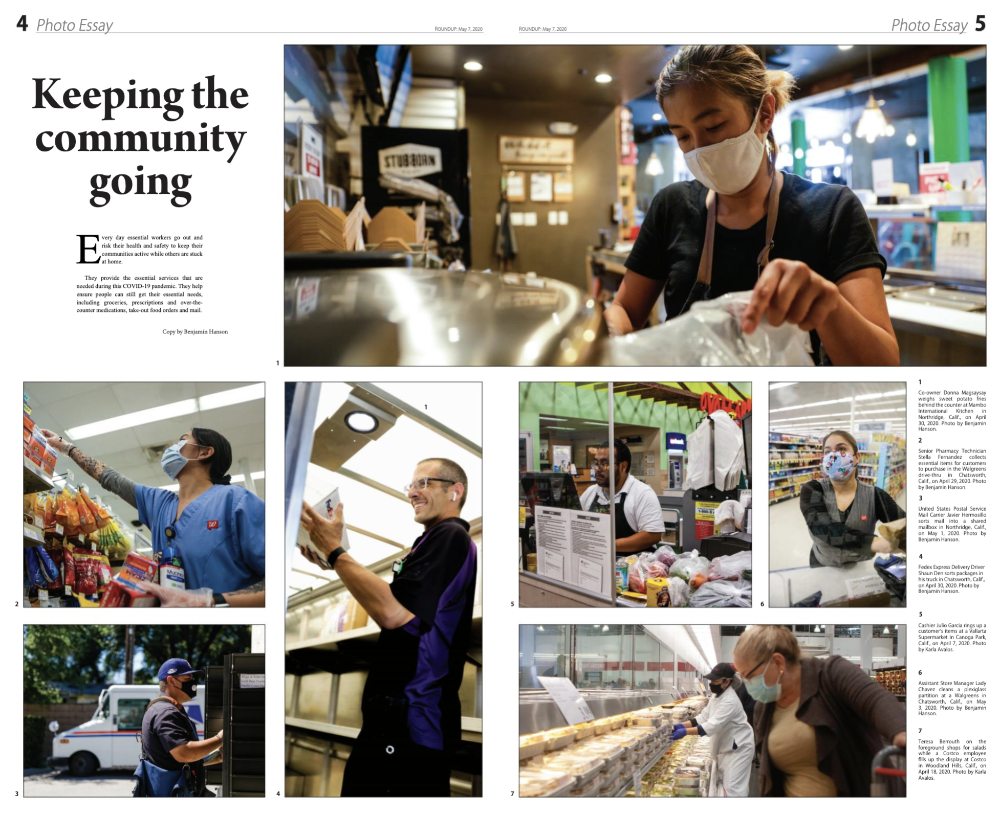 4 Photo Essay
ROUNDUP: May 7, 2020
ROUNDUP: May 7, 2020
Photo Essay 5
Keeping the
community
going
Every day essential workers go out and
risk their health and safety to keep their
communities active while others are stuck
at home.
They provide the essential services that are
needed during this COVID-19 pandemic. They help
ensure people can still get their essential needs,
including groceries, prescriptions and over-the-
counter medications, take-out food orders and mail.
Copy by Benjamin Hanson
STUBBORN
1
2
2
3
1
FedEx
4
1-800-5
WARNING
5
6
7
1
Co-owner Donna Magsaysay
weighs sweet potato fries
behind the counter at Mambo
International Kitchen in
Northridge, Calif., on April
30, 2020. Photo by Benjamin
Hanson.
2
Senior Pharmacy Technician
Stella Fernandez collects
essential items for customers
to purchase in the Walgreens
drive-thru in Chatsworth,
Calif., on April 29, 2020. Photo
by Benjamin Hanson.
3
United States Postal Service
Mail Carrier Javier Hermosillo
sorts mail into a shared
mailbox in Northridge, Calif.,
on May 1, 2020. Photo by
Benjamin Hanson.
4
Fedex Express Delivery Driver
Shaun Den sorts packages in
his truck in Chatsworth, Calif.,
on April 30, 2020. Photo by
Benjamin Hanson.
5
Cashier Julio Garcia rings up a
customer's items at a Vallarta
Supermarket in Canoga Park,
Calif., on April 7, 2020. Photo
by Karla Avalos.
6
Assistant Store Manager Lady
Chavez cleans a plexiglass
partition at a Walgreens in
Chatsworth, Calif., on May
3, 2020. Photo by Benjamin
Hanson.
7
Teresa Berrouth on the
foreground shops for salads
while a Costco employee
fills up the display at Costco
in Woodland Hills, Calif., on
April 18, 2020. Photo by Karla
Avalos.